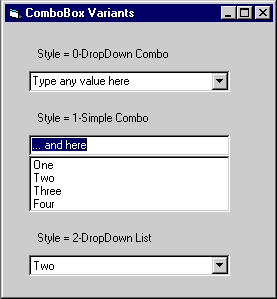 ComboBox Variants
Style = 0-DropDown Combo
Type any value here
Style = 1-Simple Combo
... and here
One
Two
Three
Four
Style = 2-DropDown List
Two